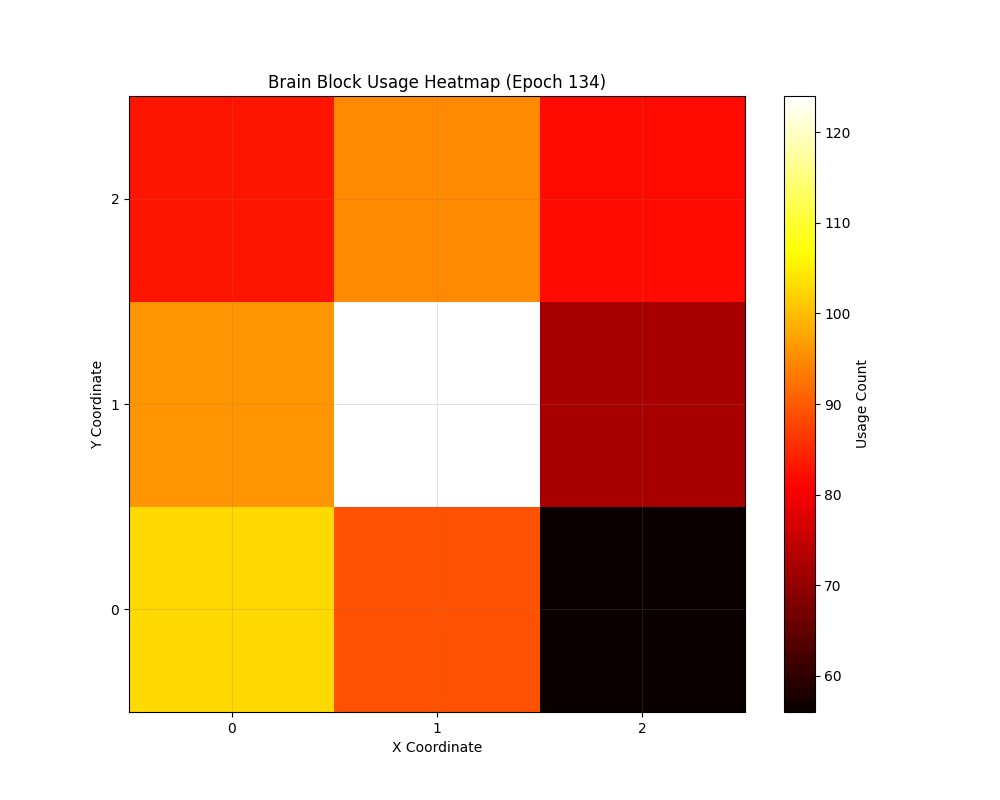 Brain Block Usage Heatmap (Epoch 134)
2
1
0
Y Coordinate
0 1 2
X Coordinate
120
110
100
90
80
70
60
Usage Count